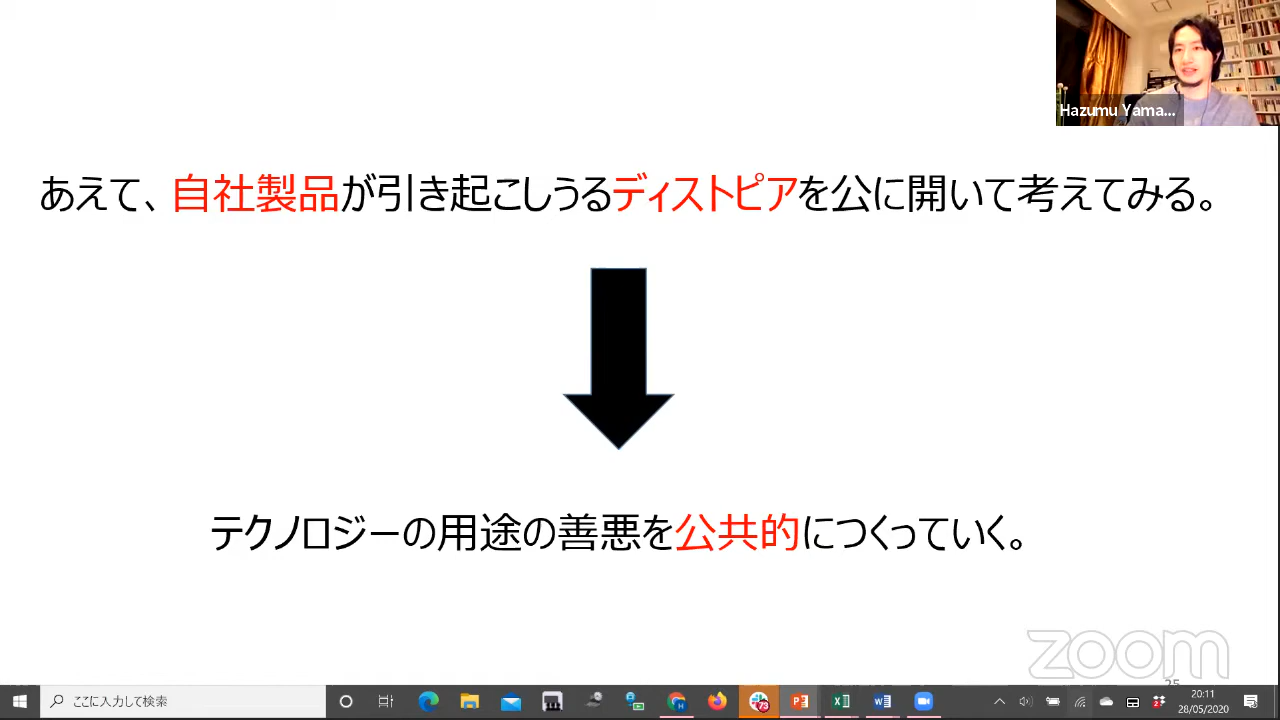 Hazumu Yama...
あえて、自社製品が引き起こしうるディストピアを公に開いて考えてみる。
テクノロジーの用途の善悪を公共的につくっていく。
zoom
25
ここに入力して検索
73
2
20:11
28/05/2020